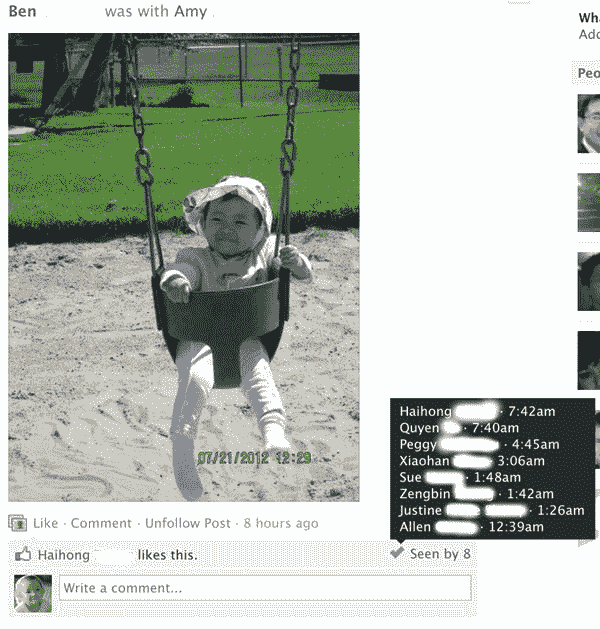 Ben was with Amy
Wha
Add
Peo
07/21/2012 12:29
Haihong · 7:42am
Quyen · 7:40am
Peggy · 4:45am
Xiaohan 3:06am
Sue · 1:48am
Zengbin · 1:42am
Justine · 1:26am
Allen · 12:39am
Like · Comment · Unfollow Post · 8 hours ago
Haihong likes this.
Seen by 8
Write a comment...